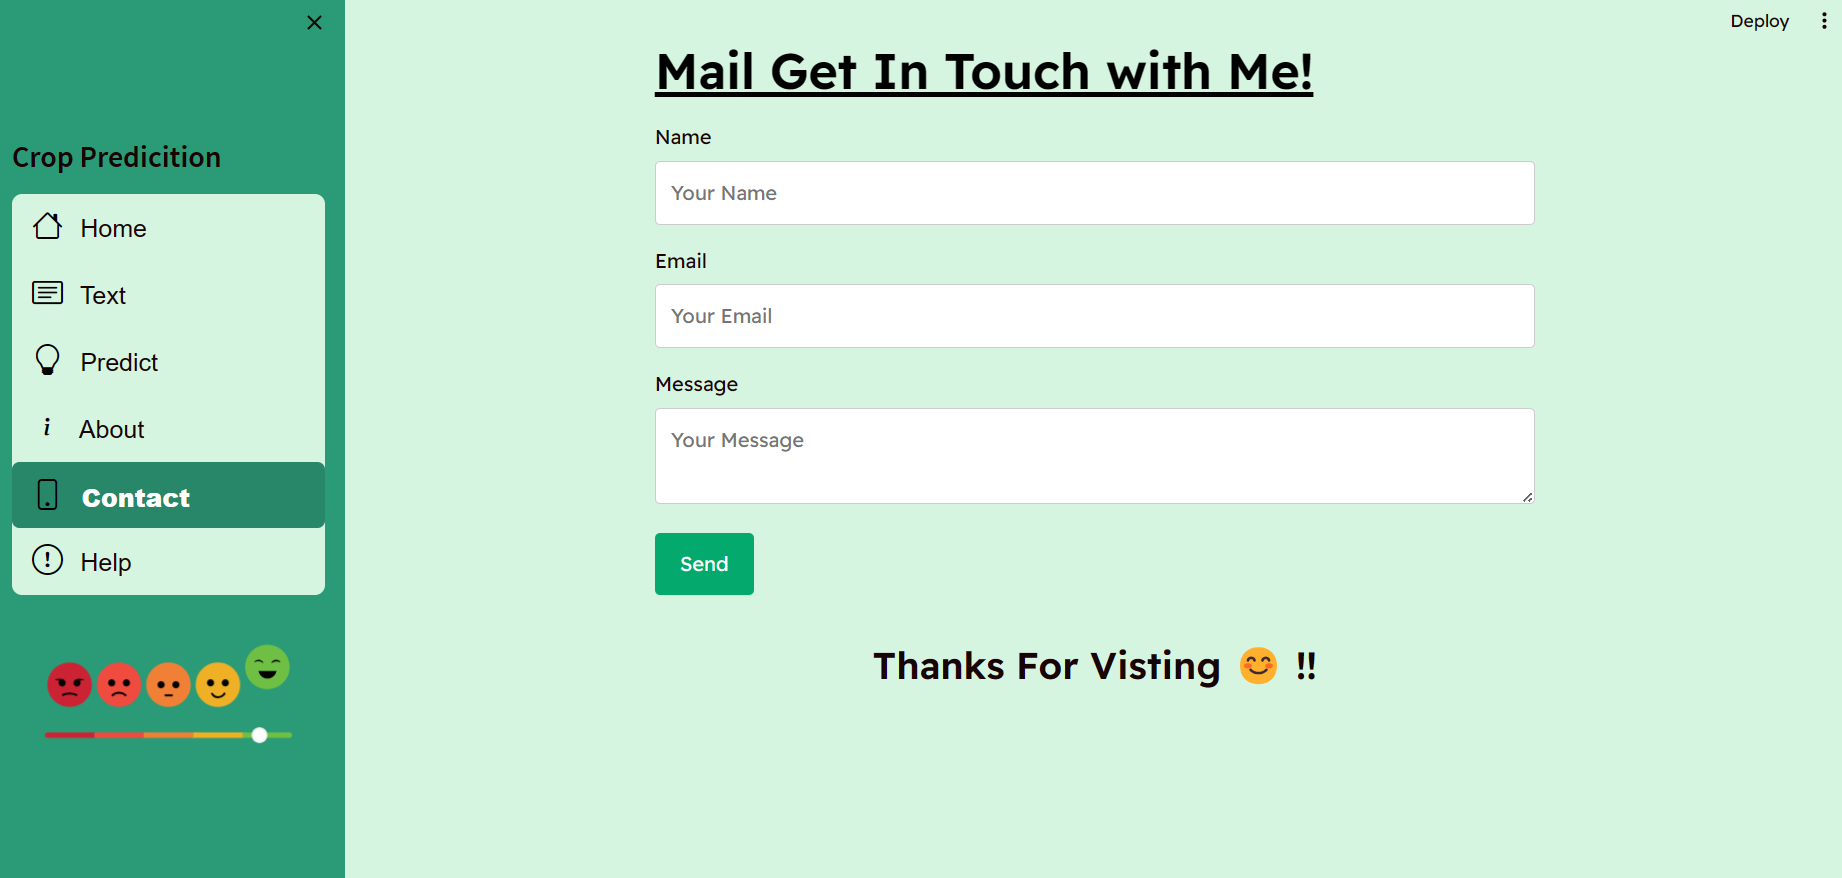 Deploy
Crop Predicition
Home
Text
Predict
About
Contact
Help
Mail Get In Touch with Me!
Name
Your Name
Email
Your Email
Message
Your Message
Send
Thanks For Visting 😊 !!